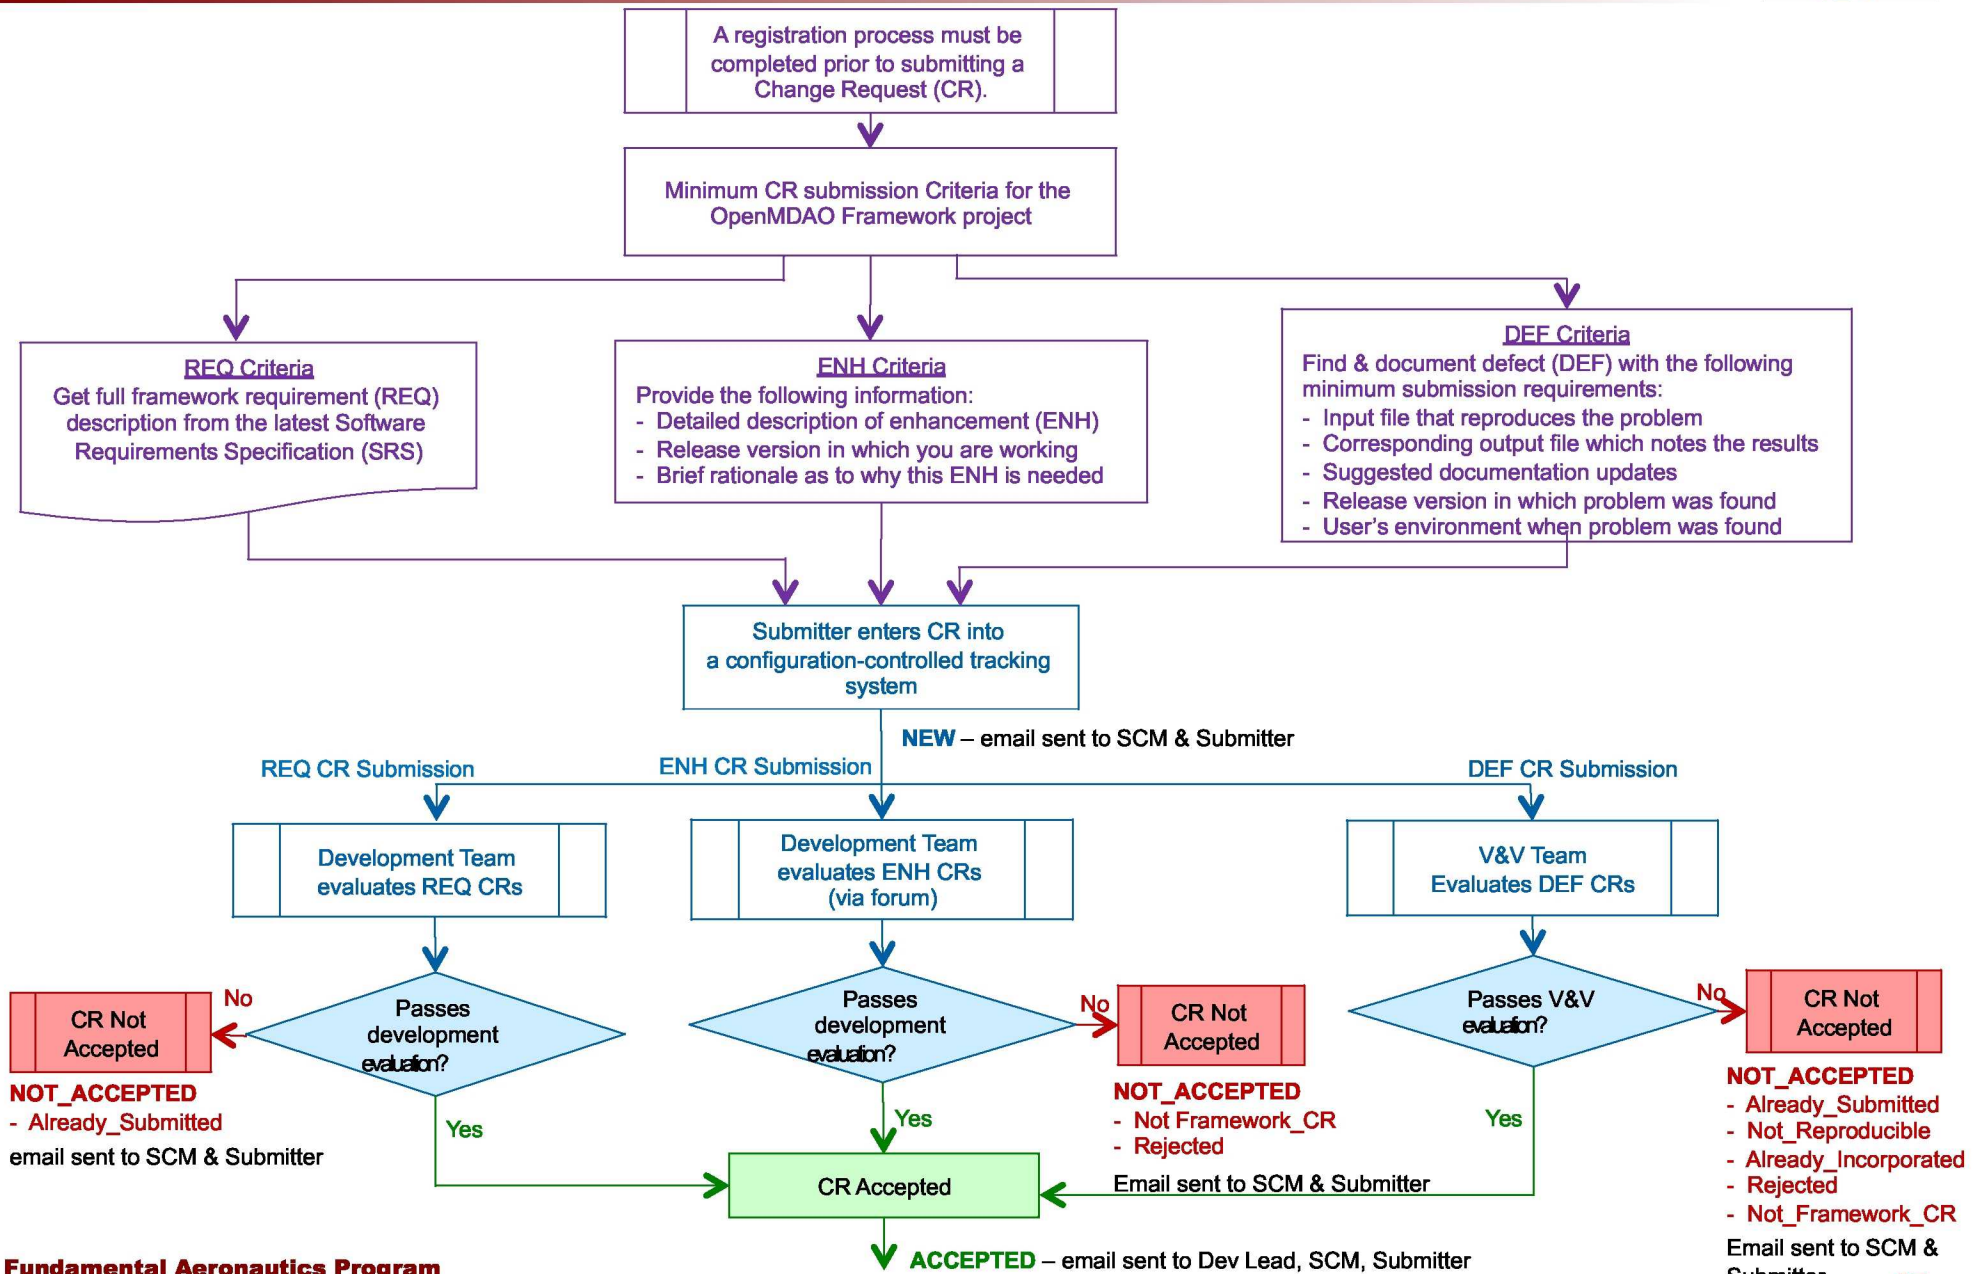 A registration process must be
completed prior to submitting a
Change Request (CR).
Minimum CR submission Criteria for the
OpenMDAO Framework project
REQ Criteria
Get full framework requirement (REQ)
description from the latest Software
Requirements Specification (SRS)
ENH Criteria
Provide the following information:
- Detailed description of enhancement (ENH)
- Release version in which you are working
- Brief rationale as to why this ENH is needed
DEF Criteria
Find & document defect (DEF) with the following
minimum submission requirements:
- Input file that reproduces the problem
- Corresponding output file which notes the results
- Suggested documentation updates
- Release version in which problem was found
- User's environment when problem was found
Submitter enters CR into
a configuration-controlled tracking
system
NEW – email sent to SCM & Submitter
REQ CR Submission
ENH CR Submission
DEF CR Submission
Development Team
evaluates REQ CRs
Development Team
evaluates ENH CRs
(via forum)
V&V Team
Evaluates DEF CRs
Passes
development
evaluation?
No
CR Not
Accepted
NOT_ACCEPTED
- Already_Submitted
email sent to SCM & Submitter
Yes
Passes
development
evaluation?
No
CR Not
Accepted
NOT_ACCEPTED
- Not Framework_CR
- Rejected
Email sent to SCM & Submitter
Yes
Passes V&V
evaluation?
No
CR Not
Accepted
NOT_ACCEPTED
- Already_Submitted
- Not_Reproducible
- Already_Incorporated
- Rejected
- Not_Framework_CR
Email sent to SCM &
Submitter
Yes
CR Accepted
ACCEPTED – email sent to Dev Lead, SCM, Submitter
Fundamental Aeronautics Program